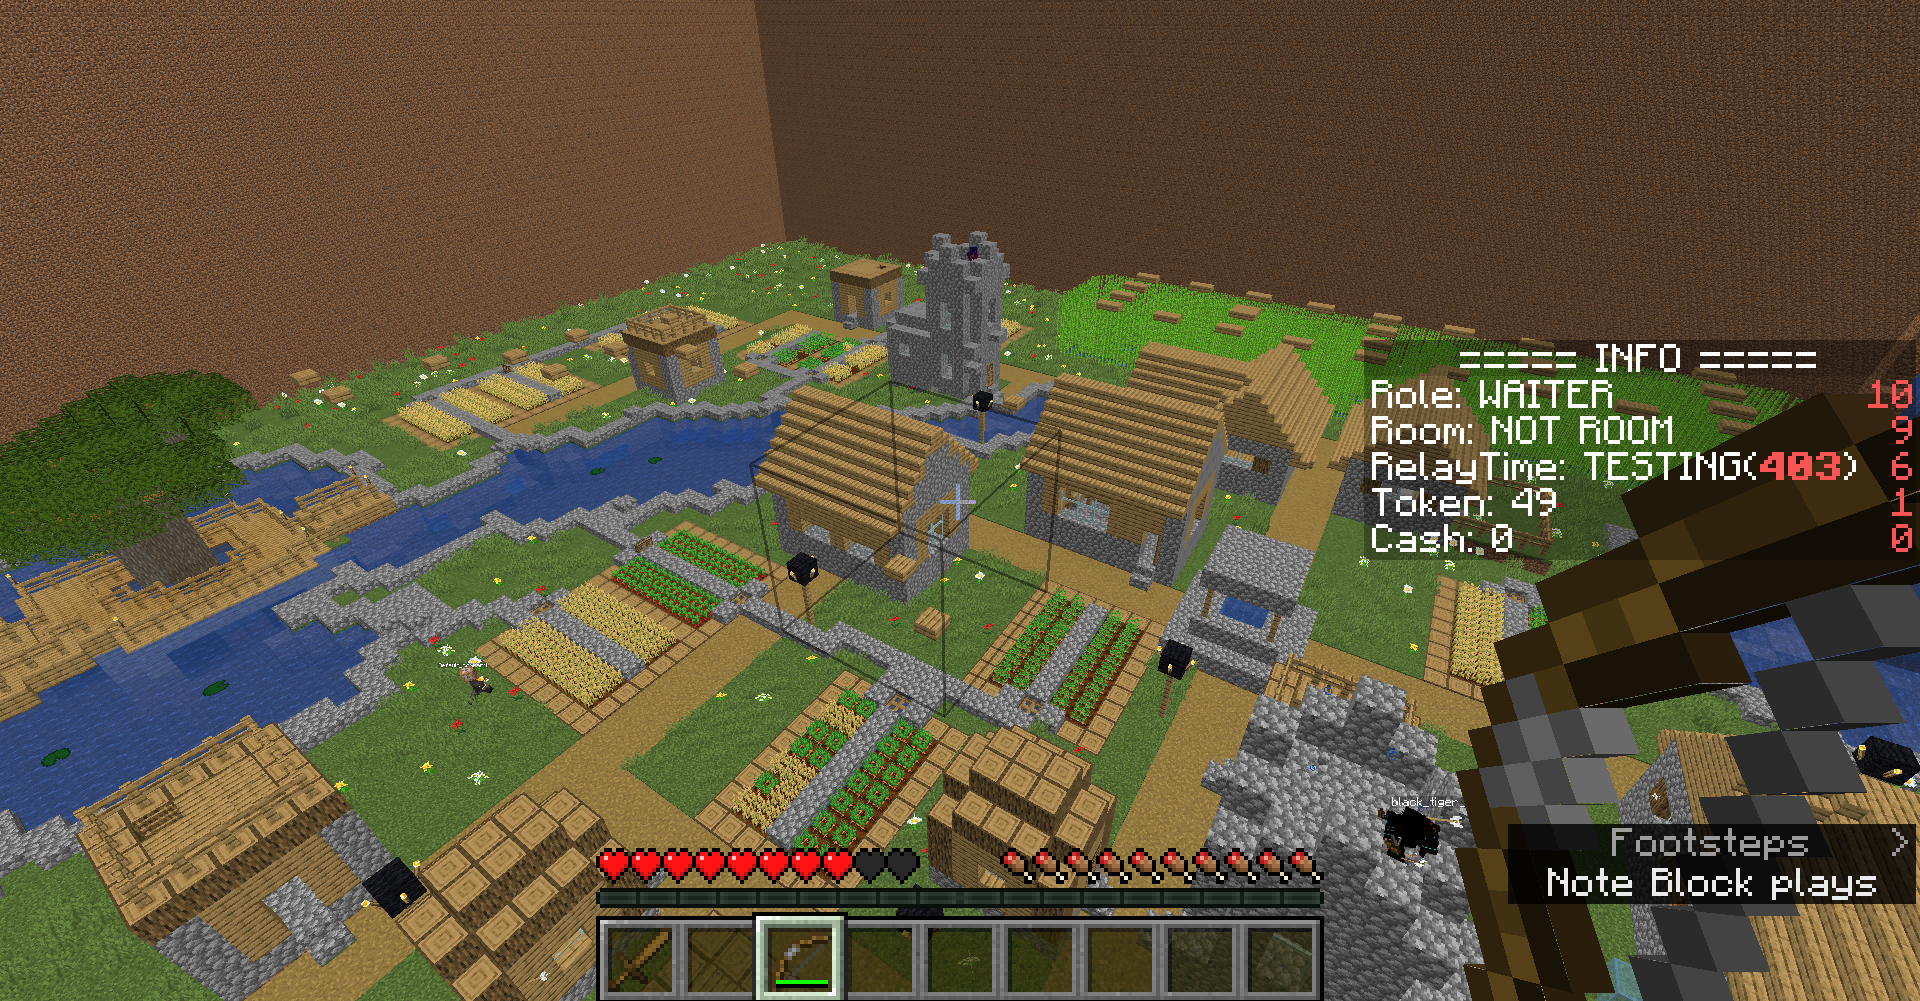 ===== INFO =====
Role: WAITER 10
Room: NOT ROOM 9
RelayTime: TESTING(403) 6
Token: 49 1
Cash: 0 0
black_tiger_
Footsteps >
Note Block plays